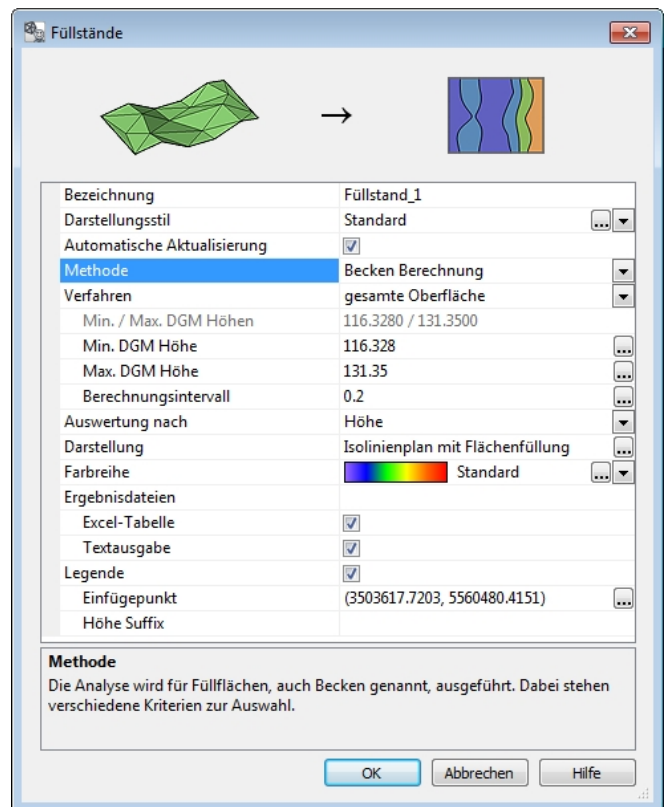 Füllstände
Bezeichnung Füllstand_1
Darstellungsstil Standard ...
Automatische Aktualisierung
Methode Becken Berechnung
Verfahren gesamte Oberfläche
Min. / Max. DGM Höhen 116.3280 / 131.3500
Min. DGM Höhe 116.328 ...
Max. DGM Höhe 131.35 ...
Berechnungsintervall 0.2 ...
Auswertung nach Höhe
Darstellung Isolinienplan mit Flächenfüllung ...
Farbreihe Standard ...
Ergebnisdateien
Excel-Tabelle
Textausgabe
Legende
Einfügepunkt (3503617.7203, 5560480.4151) ...
Höhe Suffix
Methode
Die Analyse wird für Füllflächen, auch Becken genannt, ausgeführt. Dabei stehen
verschiedene Kriterien zur Auswahl.
OK Abbrechen Hilfe